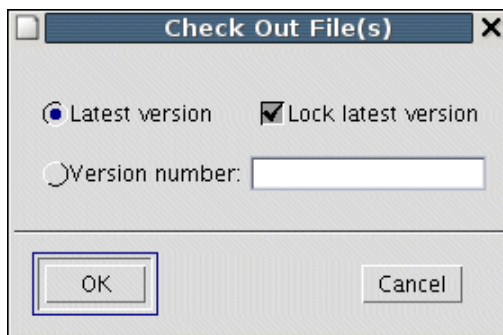 Check Out File(s)
Latest version Lock latest version
Version number:
OK Cancel